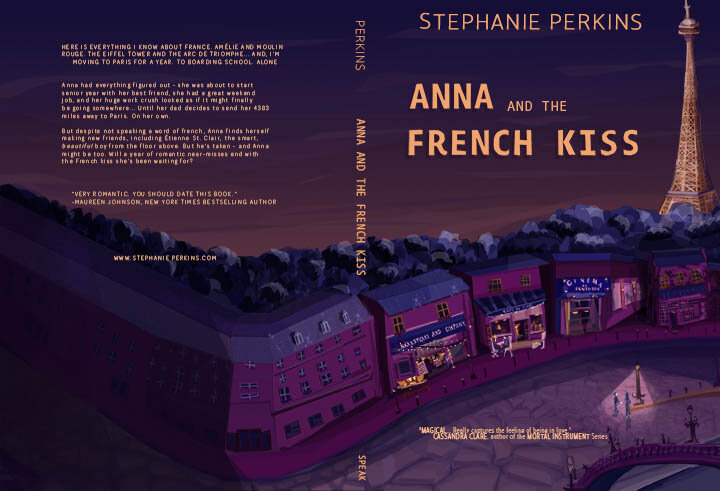 HERE IS EVERYTHING I KNOW ABOUT FRANCE. AMÉLIE AND MOULIN
ROUGE. THE EIFFEL TOWER AND THE ARC DE TRIOMPHE... AND, I'M
MOVING TO PARIS FOR A YEAR. TO BOARDING SCHOOL. ALONE
Anna had everything figured out - she was about to start
senior year with her best friend, she had a great weekend
job, and her huge work crush looked as if it might finally
be going somewhere... Until her dad decides to send her 4383
miles away to Paris. On her own.
But despite not speaking a word of french, Anna finds herself
making new friends, including Étienne St. Clair, the smart,
beautiful boy from the floor above. But he's taken - and Anna
might be too. Will a year of romantic near-misses end with
the French kiss she's been waiting for?
"VERY ROMANTIC. YOU SHOULD DATE THIS BOOK."
-MAUREEN JOHNSON, NEW YORK TIMES BESTSELLING AUTHOR
WWW.STEPHANIE PERKINS.COM
PERKINS
ANNA AND THE FRENCH KISS
SPEAK
STEPHANIE PERKINS
ANNA AND THE
FRENCH KISS
CINEMA
SHAKESPEARE AND COMPANY
"MAGICAL... Really captures the feeling of being in love."
CASSANDRA CLARE, author of the MORTAL INSTRUMENT Series